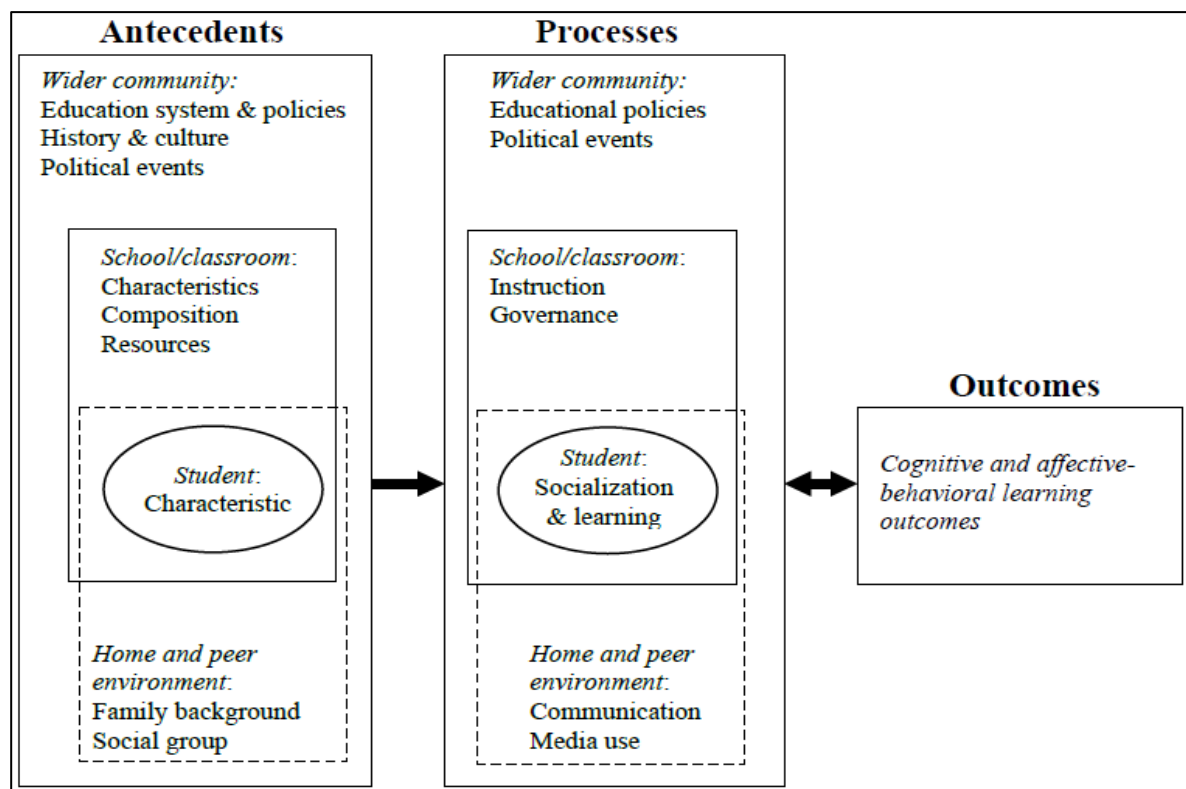 Antecedents
Wider community:
Education system & policies
History & culture
Political events
School/classroom:
Characteristics
Composition
Resources
Student:
Characteristic
Home and peer
environment:
Family background
Social group
Processes
Wider community:
Educational policies
Political events
School/classroom:
Instruction
Governance
Student:
Socialization
& learning
Home and peer
environment:
Communication
Media use
Outcomes
Cognitive and affective-
behavioral learning
outcomes